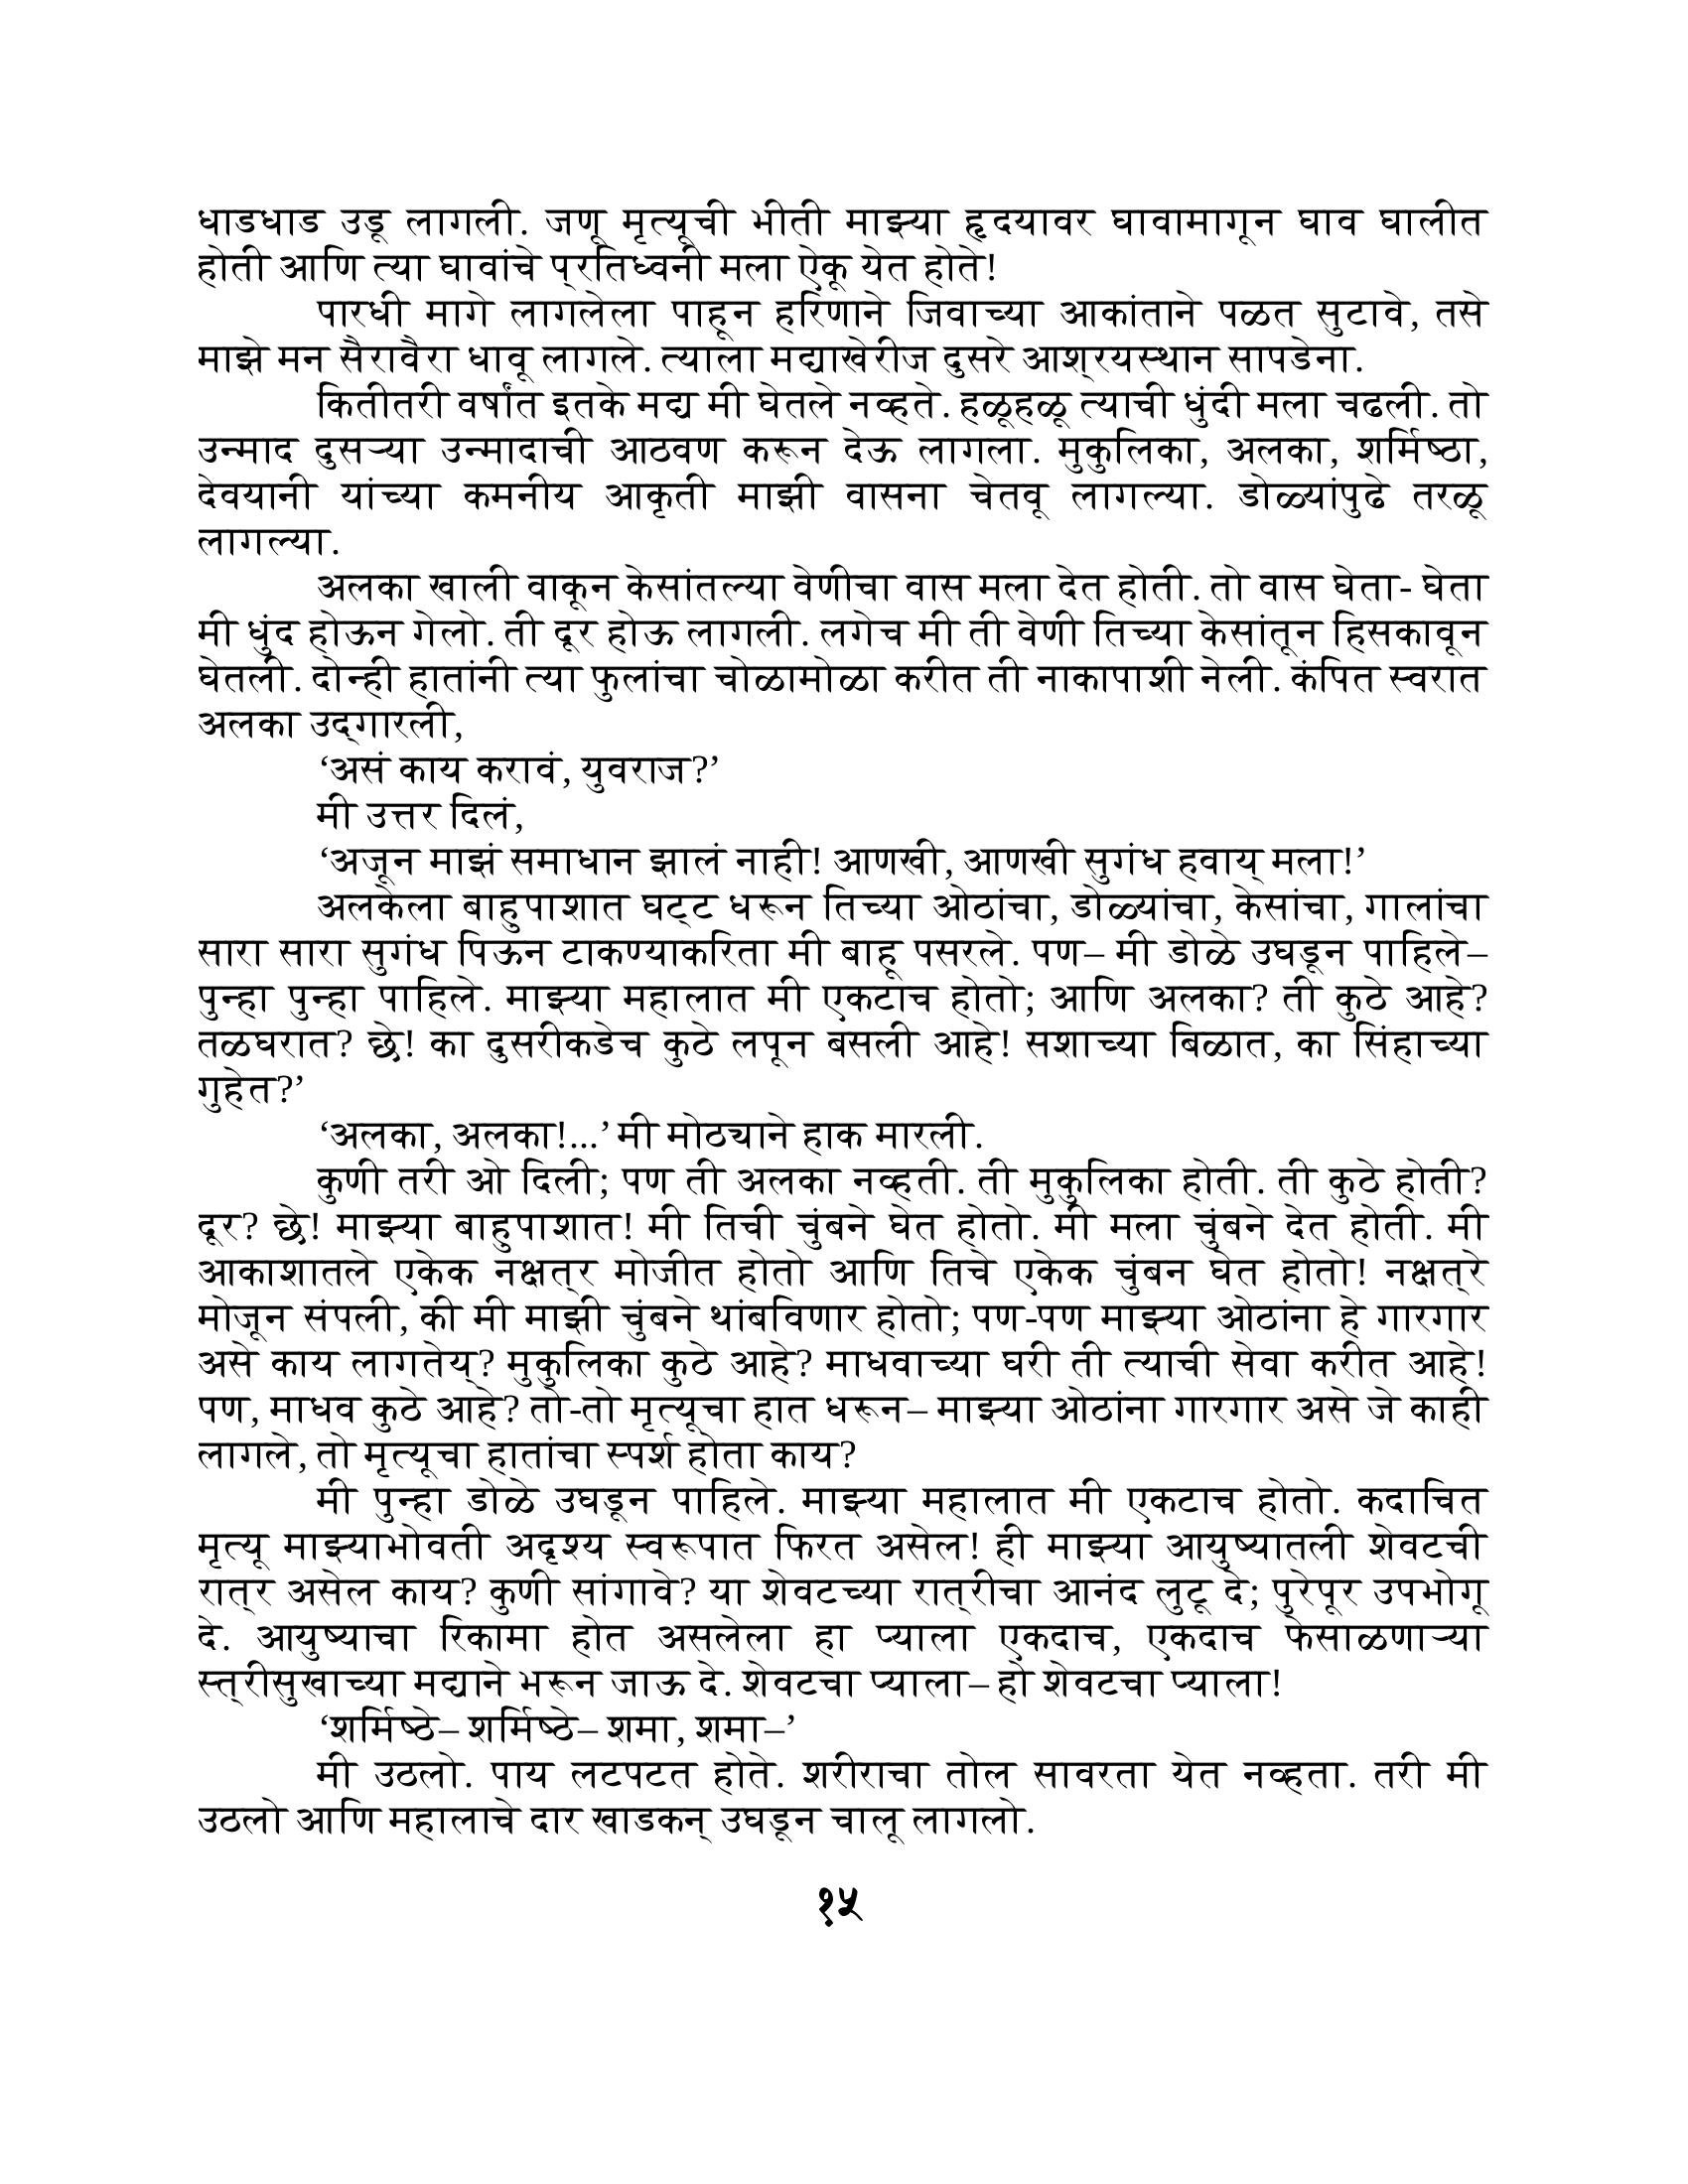 धाडधाड उडू लागली. जणू मृत्यूची भीती माझ्या हृदयावर घावामागून घाव घालीत
होती आणि त्या घावांचे प्रतिध्वनी मला ऐकू येत होते!
पारधी मागे लागलेला पाहून हरिणाने जिवाच्या आकांताने पळत सुटावे, तसे
माझे मन सैरावैरा धावू लागले. त्याला मद्याखेरीज दुसरे आश्रयस्थान सापडेना.
कितीतरी वर्षांत इतके मद्य मी घेतले नव्हते. हळूहळू त्याची धुंदी मला चढली. तो
उन्माद दुसऱ्या उन्मादाची आठवण करून देऊ लागला. मुकुलिका, अलका, शर्मिष्ठा,
देवयानी यांच्या कमनीय आकृती माझी वासना चेतवू लागल्या. डोळ्यांपुढे तरळू
लागल्या.
अलका खाली वाकून केसांतल्या वेणीचा वास मला देत होती. तो वास घेता- घेता
मी धुंद होऊन गेलो. ती दूर होऊ लागली. लगेच मी ती वेणी तिच्या केसांतून हिसकावून
घेतली. दोन्ही हातांनी त्या फुलांचा चोळामोळा करीत ती नाकापाशी नेली. कंपित स्वरात
अलका उद्‌गारली,
‘असं काय करावं, युवराज?’
मी उत्तर दिलं,
‘अजून माझं समाधान झालं नाही! आणखी, आणखी सुगंध हवाय् मला!’
अलकेला बाहुपाशात घट्ट धरून तिच्या ओठांचा, डोळ्यांचा, केसांचा, गालांचा
सारा सारा सुगंध पिऊन टाकण्याकरिता मी बाहू पसरले. पण– मी डोळे उघडून पाहिले–
पुन्हा पुन्हा पाहिले. माझ्या महालात मी एकटाच होतो; आणि अलका? ती कुठे आहे?
तळघरात? छे! का दुसरीकडेच कुठे लपून बसली आहे! सशाच्या बिळात, का सिंहाच्या
गुहेत?’
‘अलका, अलका!...’ मी मोठ्याने हाक मारली.
कुणी तरी ओ दिली; पण ती अलका नव्हती. ती मुकुलिका होती. ती कुठे होती?
दूर? छे! माझ्या बाहुपाशात! मी तिची चुंबने घेत होतो. मी मला चुंबने देत होती. मी
आकाशातले एकेक नक्षत्र मोजीत होतो आणि तिचे एकेक चुंबन घेत होतो! नक्षत्रे
मोजून संपली, की मी माझी चुंबने थांबविणार होतो; पण-पण माझ्या ओठांना हे गारगार
असे काय लागतेय्? मुकुलिका कुठे आहे? माधवाच्या घरी ती त्याची सेवा करीत आहे!
पण, माधव कुठे आहे? तो-तो मृत्यूचा हात धरून– माझ्या ओठांना गारगार असे जे काही
लागले, तो मृत्यूचा हातांचा स्पर्श होता काय?
मी पुन्हा डोळे उघडून पाहिले. माझ्या महालात मी एकटाच होतो. कदाचित
मृत्यू माझ्याभोवती अदृश्य स्वरूपात फिरत असेल! ही माझ्या आयुष्यातली शेवटची
रात्र असेल काय? कुणी सांगावे? या शेवटच्या रात्रीचा आनंद लुटू दे; पुरेपूर उपभोगू
दे. आयुष्याचा रिकामा होत असलेला हा प्याला एकदाच, एकदाच फेसाळणाऱ्या
स्त्रीसुखाच्या मद्याने भरून जाऊ दे. शेवटचा प्याला– हो शेवटचा प्याला!
‘शर्मिष्ठे– शर्मिष्ठे– शमा, शमा–’
मी उठलो. पाय लटपटत होते. शरीराचा तोल सावरता येत नव्हता. तरी मी
उठलो आणि महालाचे दार खाडकन् उघडून चालू लागलो.
१५